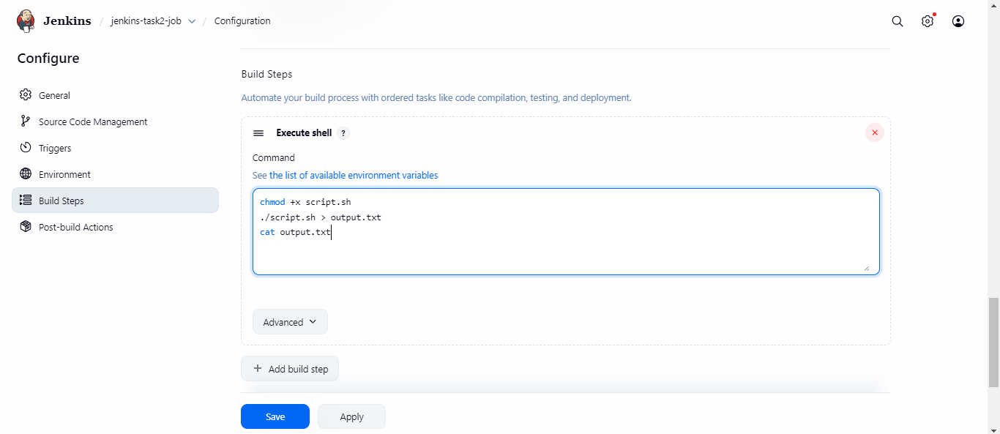 Jenkins / jenkins-task2-job / Configuration
Configure
General
Source Code Management
Triggers
Environment
Build Steps
Post-build Actions
Build Steps
Automate your build process with ordered tasks like code compilation, testing, and deployment.
Execute shell ?
Command
See the list of available environment variables
chmod +x script.sh
./script.sh > output.txt
cat output.txt
Advanced
+ Add build step
Save Apply